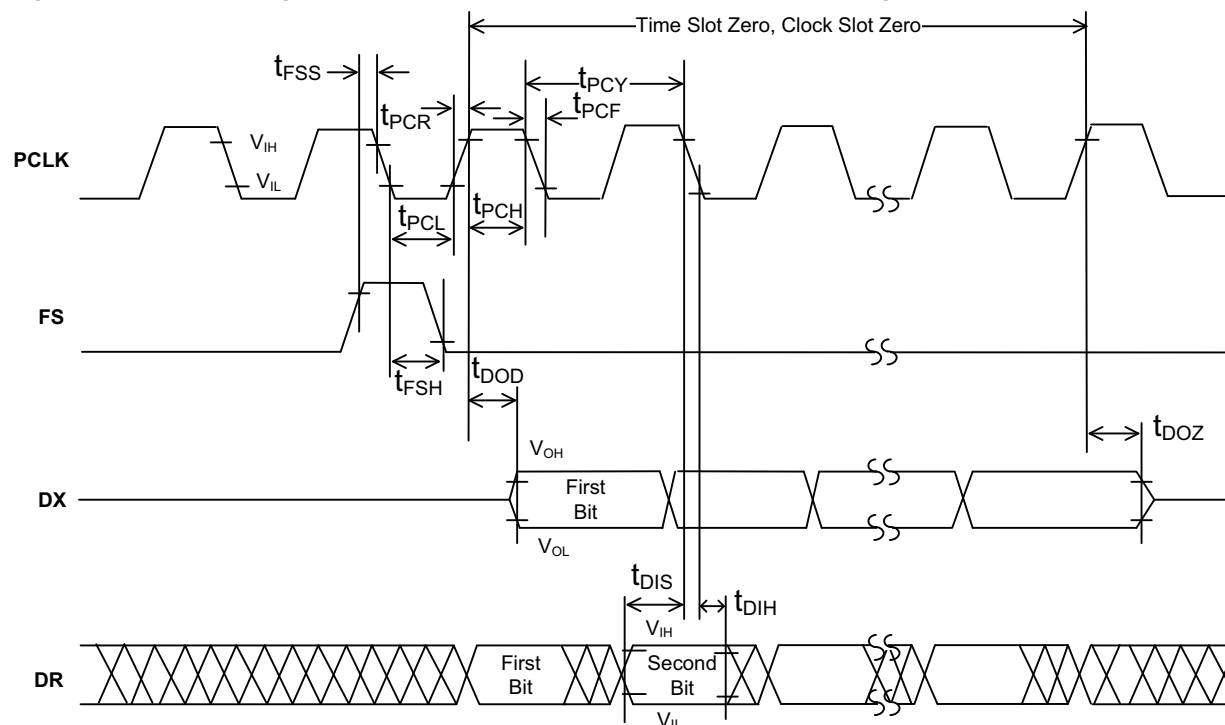 Time Slot Zero, Clock Slot Zero
tFSS
tPCY
tPCR
tPCF
PCLK
VIH
VIL
tPCL
tPCH
FS
tFSH
tDOD
tDOZ
VOH
DX
First
Bit
VOL
tDIS
tDIH
VIH
DR
First
Bit
Second
Bit
VIL